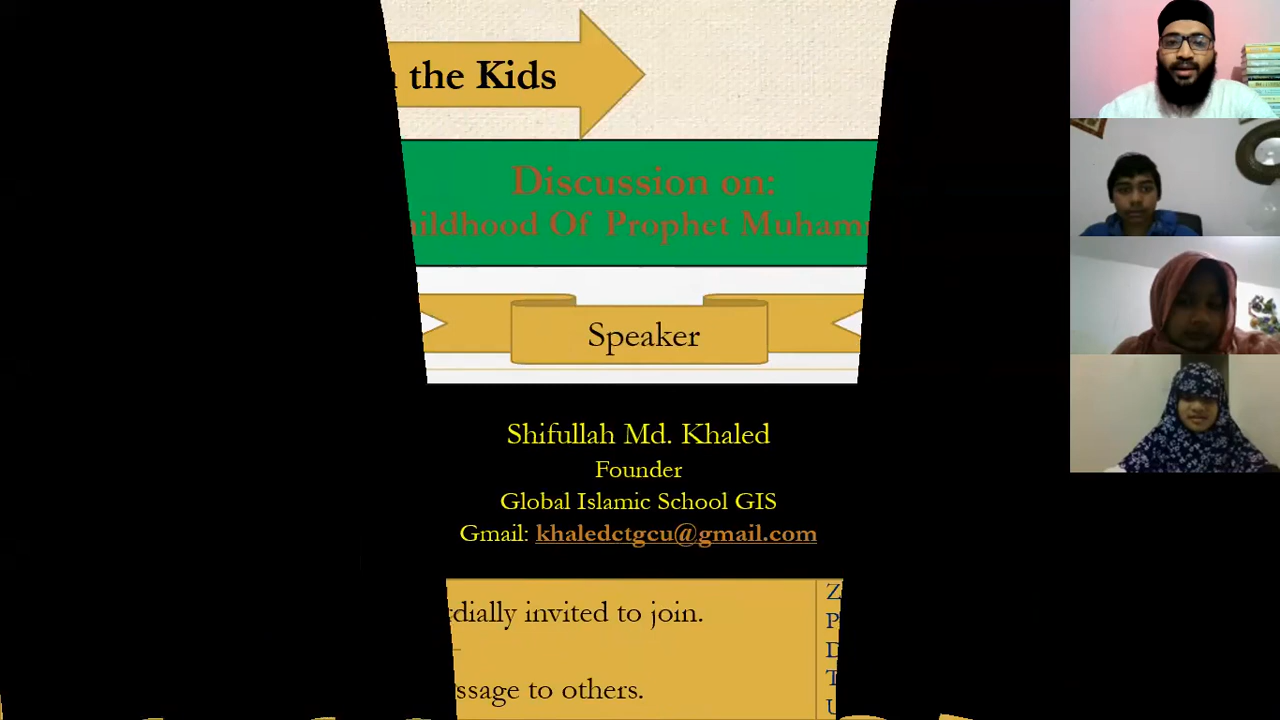 the Kids
Discussion on:
ildhood Of Prophet Muham
Speaker
Shifullah Md. Khaled
Founder
Global Islamic School GIS
Gmail: khaledctgcu@gmail.com
dially invited to join.
ssage to others.
Z
P
D
T
U